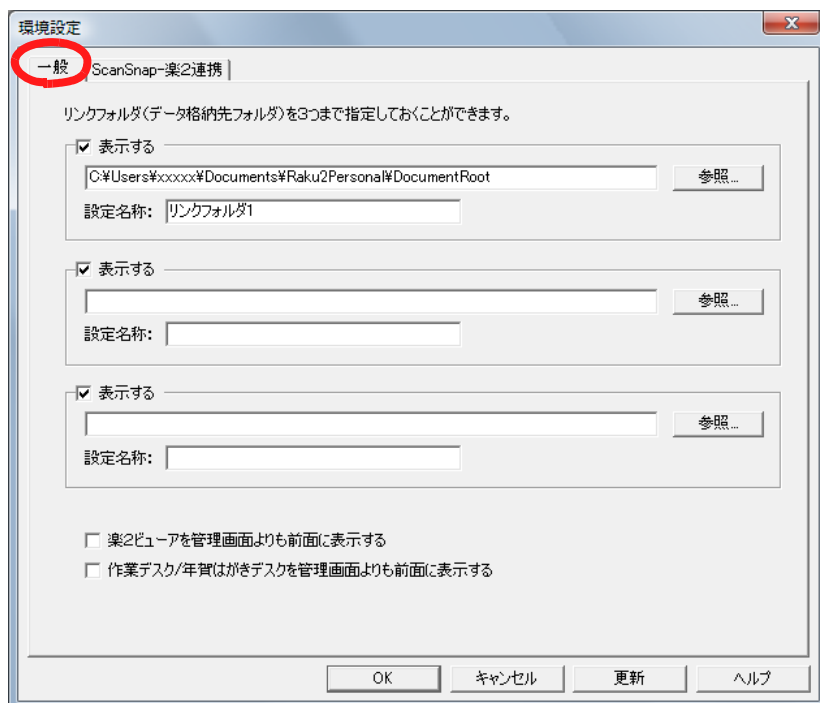 環境設定
一般 ScanSnap-楽2連携
リンクフォルダ(データ格納先フォルダ)を3つまで指定しておくことができます。
表示する
C:¥Users¥xxxxx¥Documents¥Raku2Personal¥DocumentRoot 参照...
設定名称: リンクフォルダ1
表示する
参照...
設定名称:
表示する
参照...
設定名称:
楽2ビューアを管理画面よりも前面に表示する
作業デスク/年賀はがきデスクを管理画面よりも前面に表示する
OK キャンセル 更新 ヘルプ